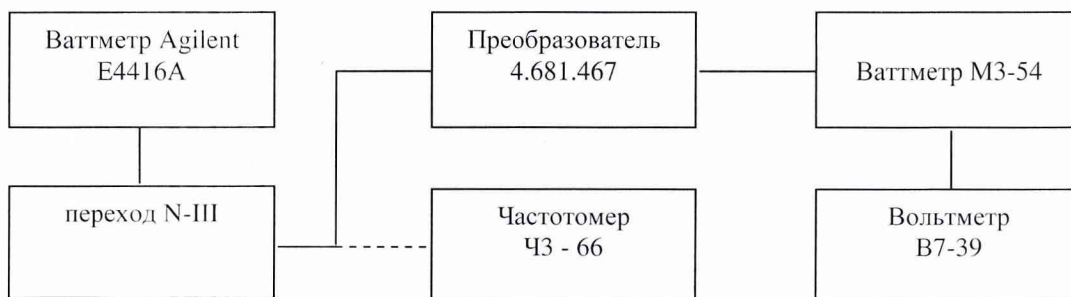 Ваттметр Agilent
E4416A
Преобразователь
4.681.467
Ваттметр М3-54
переход N-III
Частотомер
Ч3 - 66
Вольтметр
В7-39